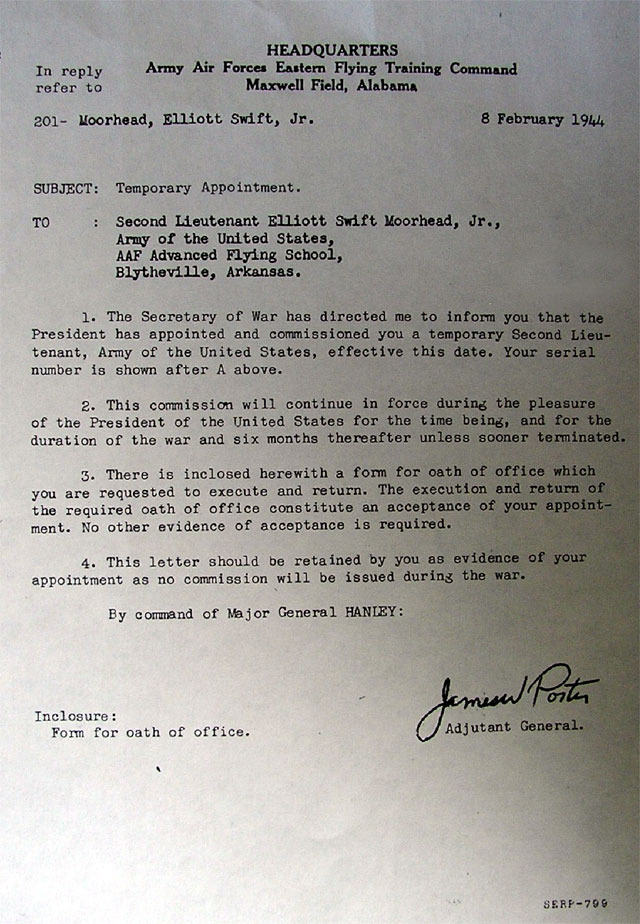 HEADQUARTERS
Army Air Forces Eastern Flying Training Command
Maxwell Field, Alabama
In reply
refer to
201- Moorhead, Elliott Swift, Jr.    8 February 1944
SUBJECT: Temporary Appointment.
TO : Second Lieutenant Elliott Swift Moorhead, Jr.,
Army of the United States,
AAF Advanced Flying School,
Blytheville, Arkansas.
1. The Secretary of War has directed me to inform you that the
President has appointed and commissioned you a temporary Second Lieu-
tenant, Army of the United States, effective this date. Your serial
number is shown after A above.
2. This commission will continue in force during the pleasure
of the President of the United States for the time being, and for the
duration of the war and six months thereafter unless sooner terminated.
3. There is inclosed herewith a form for oath of office which
you are requested to execute and return. The execution and return of
the required oath of office constitute an acceptance of your appoint-
ment. No other evidence of acceptance is required.
4. This letter should be retained by you as evidence of your
appointment as no commission will be issued during the war.
By command of Major General HANLEY:
James W Porter
Adjutant General.
Inclosure:
Form for oath of office.
SERP-799